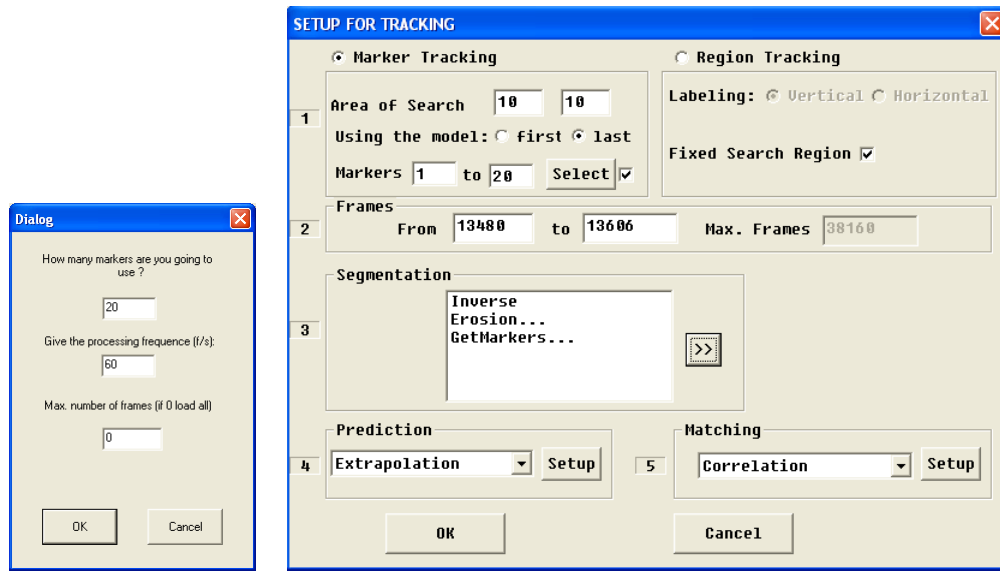 Dialog
How many markers are you going to
use ?
20
Give the processing frequence (f/s):
60
Max. number of frames (if 0 load all)
0
OK Cancel
SETUP FOR TRACKING
Marker Tracking Region Tracking
1
Area of Search 10 10
Using the model: first last
Markers 1 to 20 Select
Labeling: Vertical Horizontal
Fixed Search Region
2
Frames
From 13480 to 13606 Max. Frames 38160
3
Segmentation
Inverse
Erosion...
GetMarkers...
>>
4
Prediction
Extrapolation Setup
5
Matching
Correlation Setup
OK Cancel